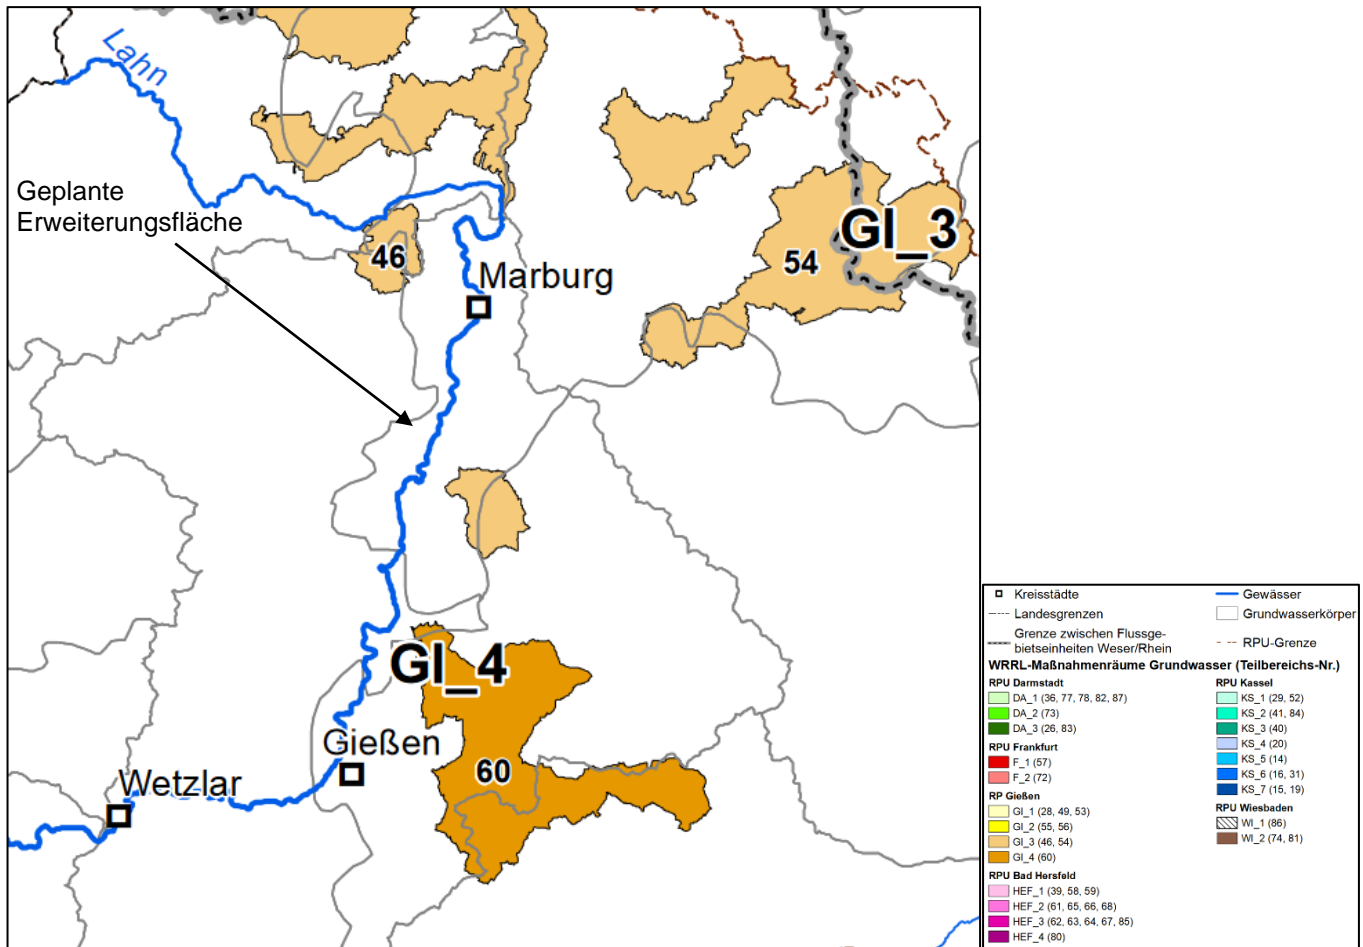 Lahn
Geplante
Erweiterungsfläche
46
Marburg
GI_3
54
GI_4
Gießen
60
Wetzlar
Kreisstädte
Landesgrenzen
Grenze zwischen Flussge-
bietseinheiten Weser/Rhein
Gewässer
Grundwasserkörper
RPU-Grenze
WRRL-Maßnahmenräume Grundwasser (Teilbereichs-Nr.)
RPU Darmstadt
DA_1 (36, 77, 78, 82, 87)
DA_2 (73)
DA_3 (26, 83)
RPU Frankfurt
F_1 (57)
F_2 (72)
RP Gießen
GI_1 (28, 49, 53)
GI_2 (55, 56)
GI_3 (46, 54)
GI_4 (60)
RPU Bad Hersfeld
HEF_1 (39, 58, 59)
HEF_2 (61, 65, 66, 68)
HEF_3 (62, 63, 64, 67, 85)
HEF_4 (80)
RPU Kassel
KS_1 (29, 52)
KS_2 (41, 84)
KS_3 (40)
KS_4 (20)
KS_5 (14)
KS_6 (16, 31)
KS_7 (15, 19)
RPU Wiesbaden
WI_1 (86)
WI_2 (74, 81)